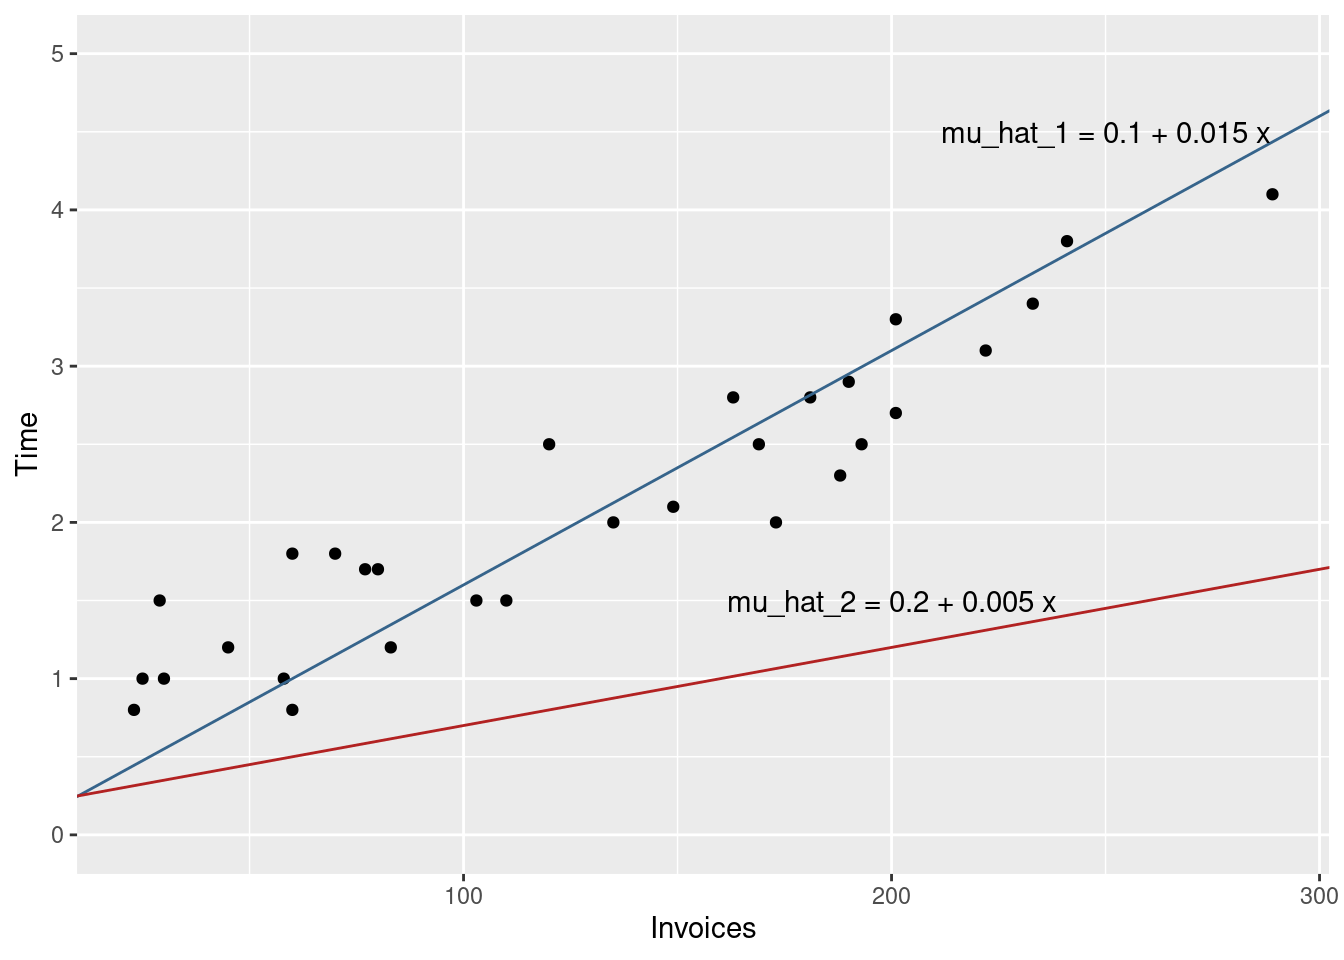 5
mu_hat_1 = 0.1 + 0.015 x
4
3
2
mu_hat_2 = 0.2 + 0.005 x
1
0
100 200 300
Invoices
Time